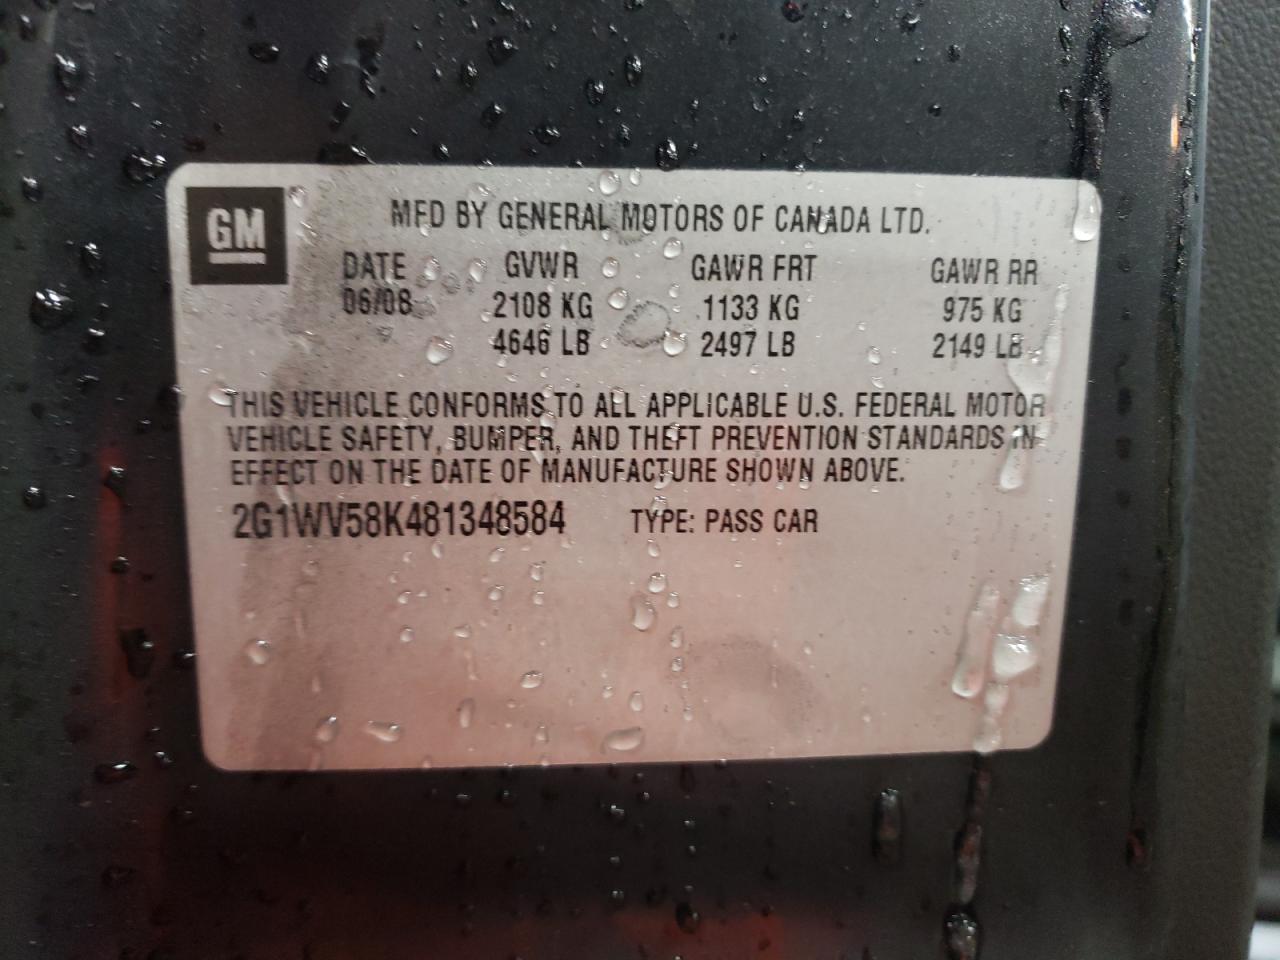 GM
MFD BY GENERAL MOTORS OF CANADA LTD.
DATE GVWR GAWR FRT GAWR RR
06/08 2108 KG 1133 KG 975 KG
4646 LB 2497 LB 2149 LB
THIS VEHICLE CONFORMS TO ALL APPLICABLE U.S. FEDERAL MOTOR
VEHICLE SAFETY, BUMPER, AND THEFT PREVENTION STANDARDS IN
EFFECT ON THE DATE OF MANUFACTURE SHOWN ABOVE.
2G1WV58K481348584 TYPE: PASS CAR